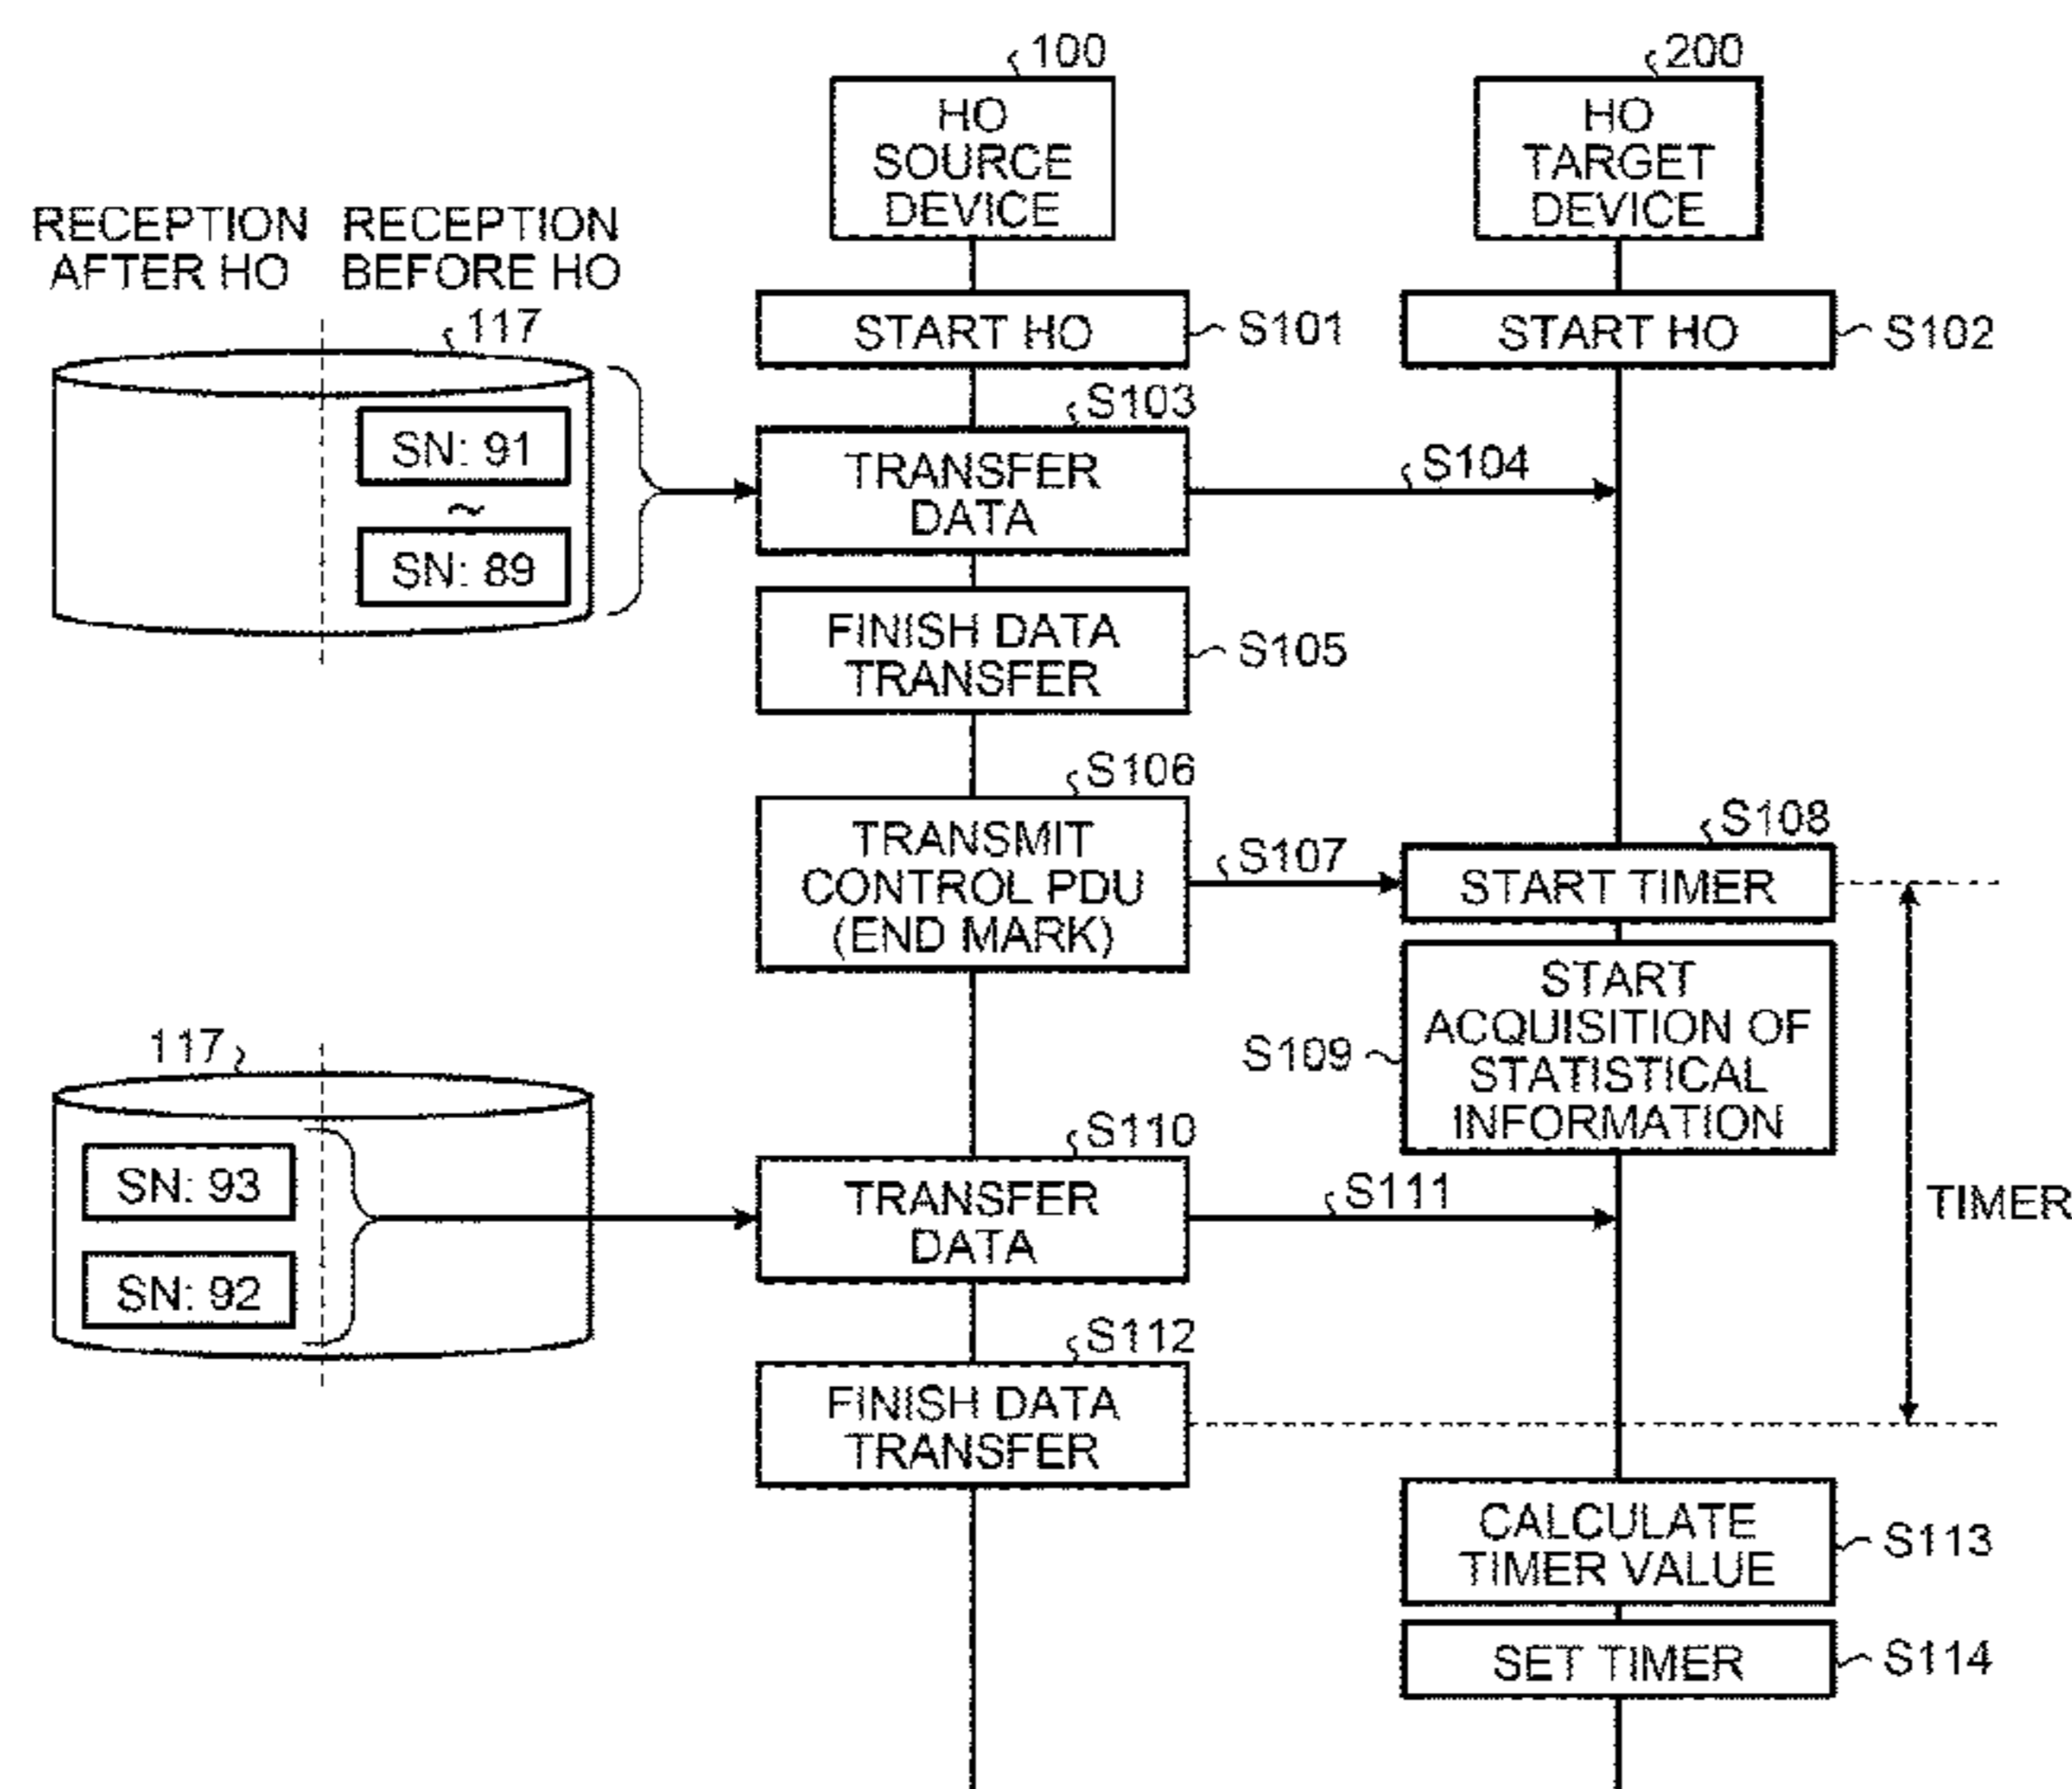 100
200
HO
SOURCE
DEVICE
HO
TARGET
DEVICE
RECEPTION
AFTER HO
RECEPTION
BEFORE HO
117
START HO
S101
START HO
S102
SN: 91
~
SN: 89
S103
TRANSFER
DATA
S104
FINISH DATA
TRANSFER
S105
S106
TRANSMIT
CONTROL PDU
(END MARK)
S107
S108
START TIMER
S109
START
ACQUISITION OF
STATISTICAL
INFORMATION
117
SN: 93
SN: 92
S110
TRANSFER
DATA
S111
TIMER
S112
FINISH DATA
TRANSFER
CALCULATE
TIMER VALUE
S113
SET TIMER
S114